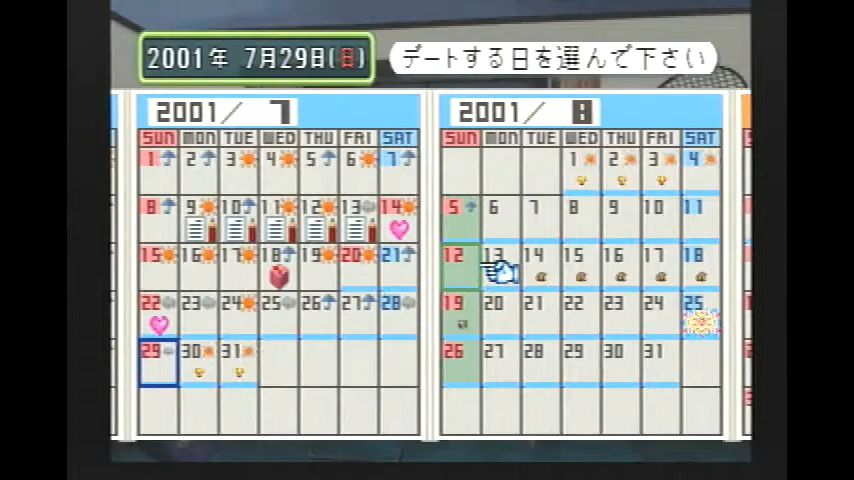 2001年 7月29日(日)
デートする日を選んで下さい
2001/ 7
SUN MON TUE WED THU FRI SAT
1 2 3 4 5 6 7
8 9 10 11 12 13 14
15 16 17 18 19 20 21
22 23 24 25 26 27 28
29 30 31
2001/ 8
SUN MON TUE WED THU FRI SAT
1 2 3 4
5 6 7 8 9 10 11
12 13 14 15 16 17 18
19 20 21 22 23 24 25
26 27 28 29 30 31